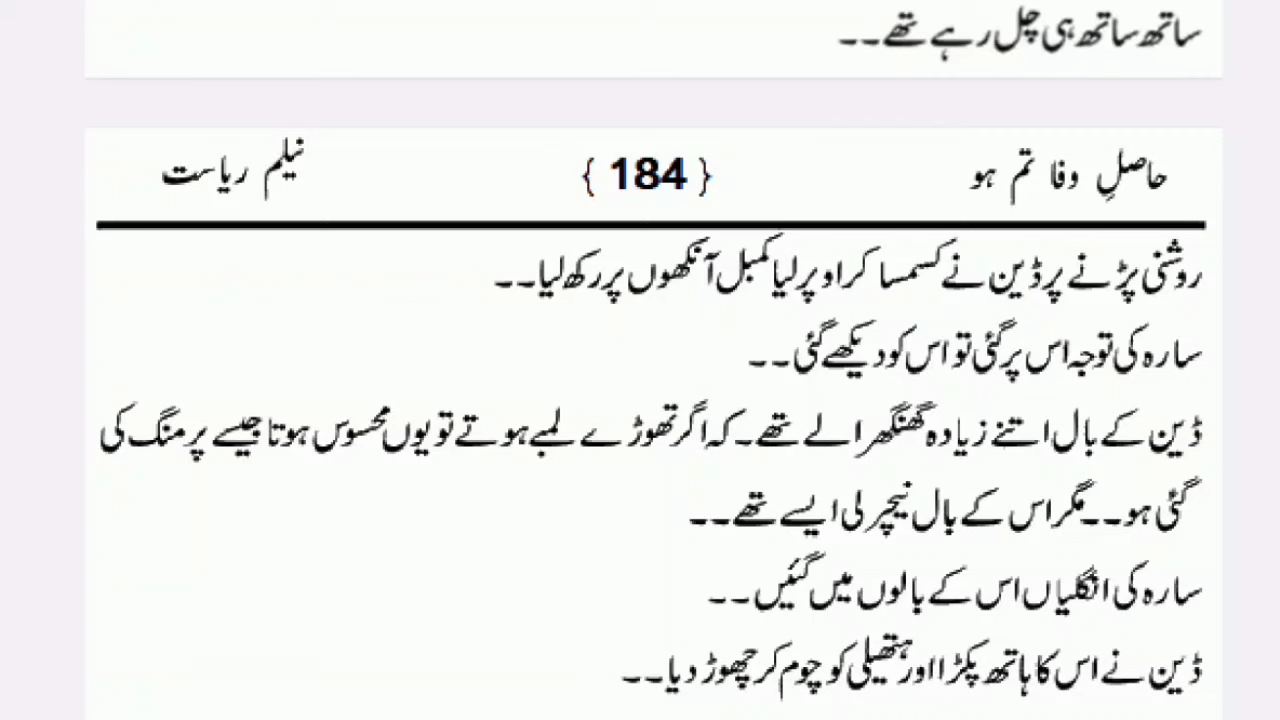 ساتھ ساتھ ہی چل رہے تھے۔۔
حاصلِ وفا تم ہو { 184 } نیلم ریاست
روشنی پڑنے پر ڈین نے کسمسا کر اوپر لیا کمبل آنکھوں پر رکھ لیا۔۔
سارہ کی توجہ اس پر گئی تو اس کو دیکھے گئی۔۔
ڈین کے بال اتنے زیادہ گھنگھرالے تھے۔ کہ اگر تھوڑے لمبے ہوتے تو یوں محسوس ہوتا جیسے پرمنگ کی
گئی ہو۔۔ مگر اس کے بال نیچرلی ایسے تھے۔۔
سارہ کی انگلیاں اس کے بالوں میں گئیں۔۔
ڈین نے اس کا ہاتھ پکڑا اور ہتھیلی کو چوم کر چھوڑ دیا۔۔